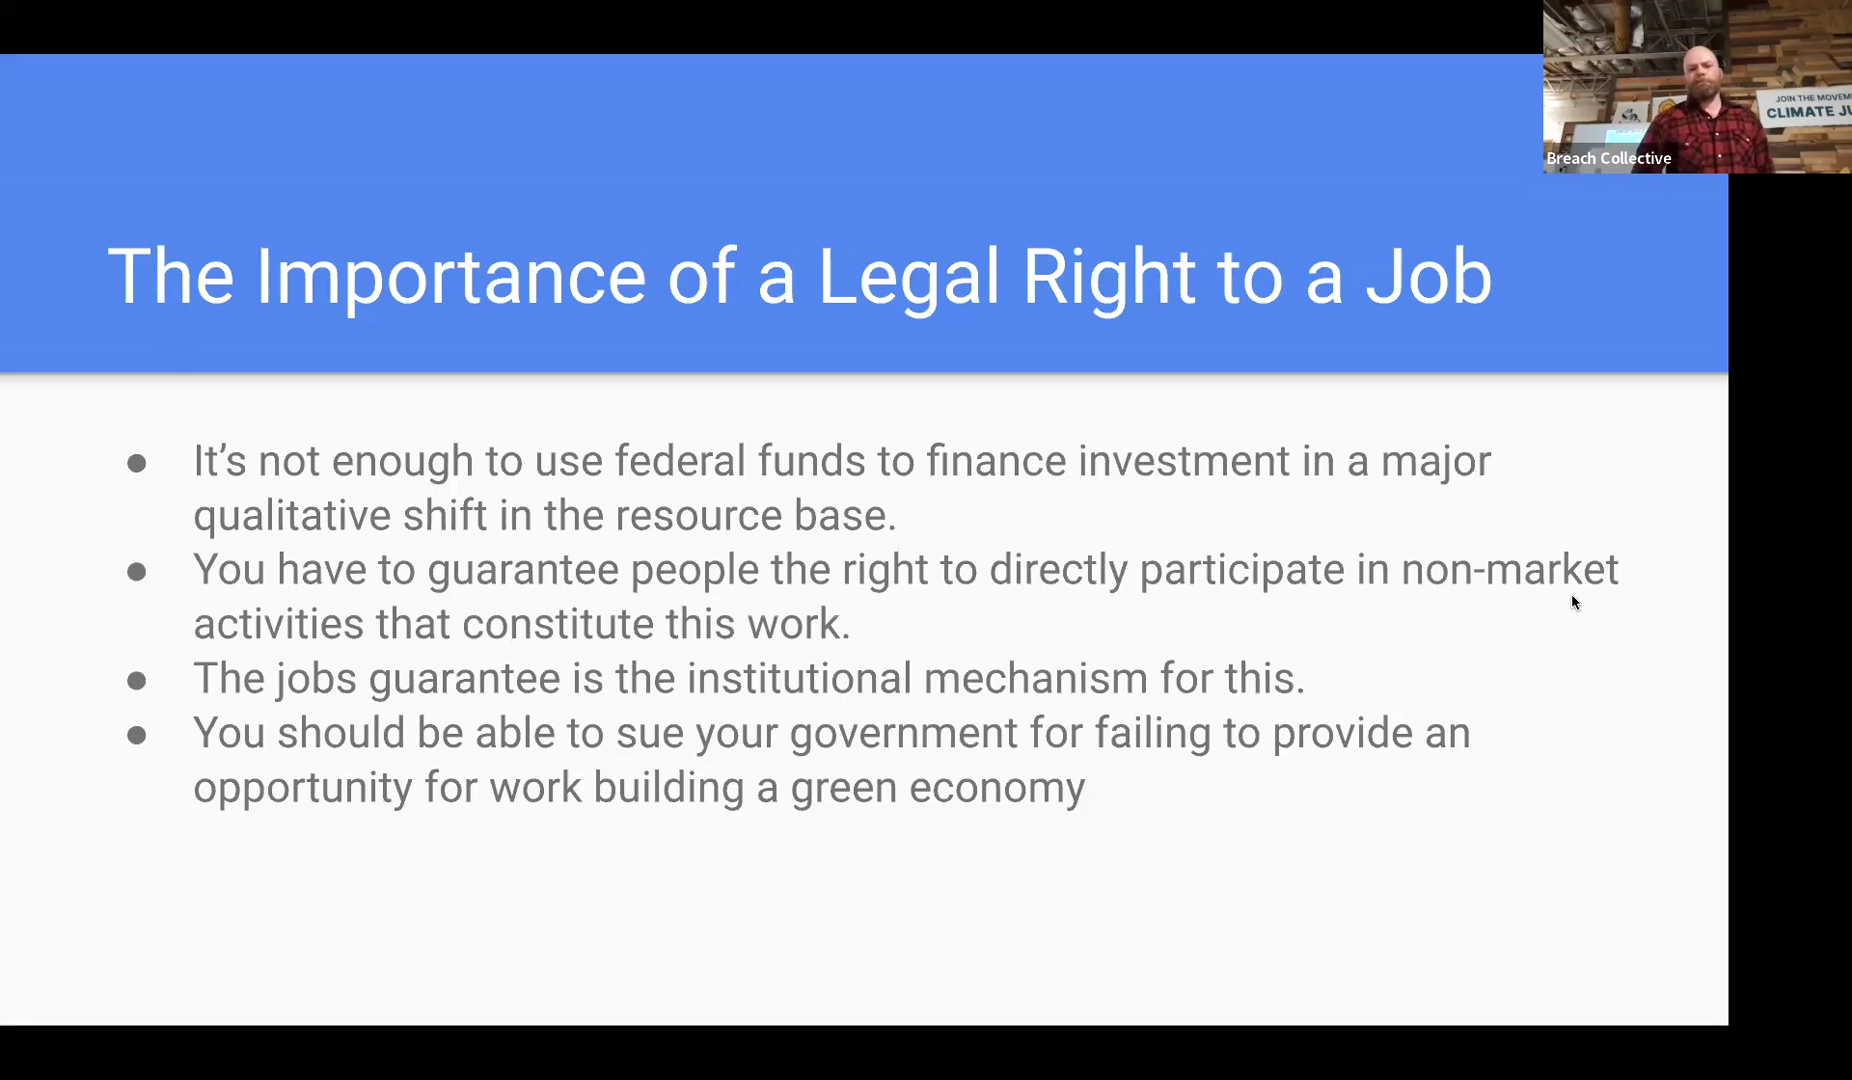 JOIN THE MOVEM
CLIMATE JU
Breach Collective
The Importance of a Legal Right to a Job
● It’s not enough to use federal funds to finance investment in a major
qualitative shift in the resource base.
● You have to guarantee people the right to directly participate in non-market
activities that constitute this work.
● The jobs guarantee is the institutional mechanism for this.
● You should be able to sue your government for failing to provide an
opportunity for work building a green economy